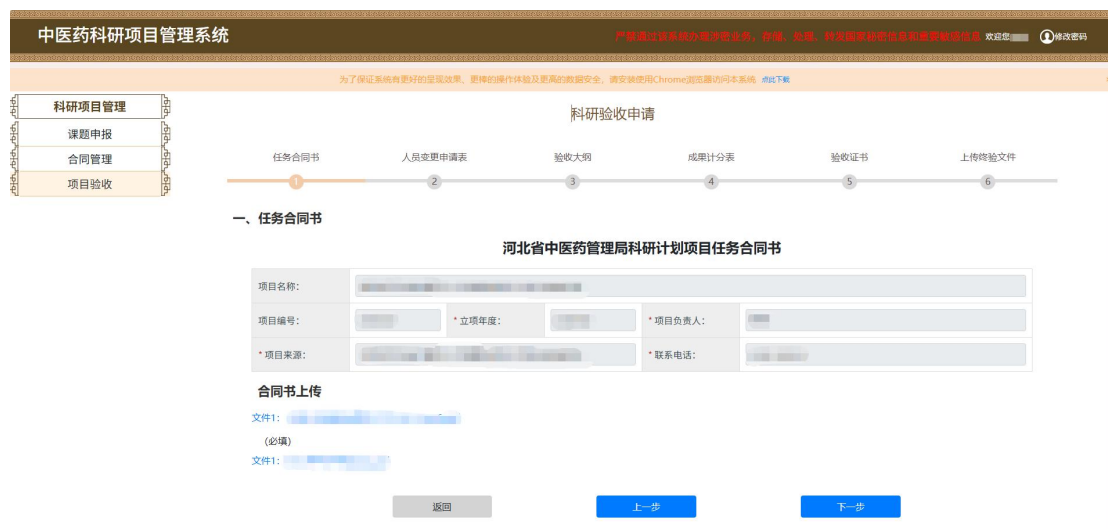 中医药科研项目管理系统
严禁通过该系统办理涉密业务，存储、处理、转发国家秘密信息和重要敏感信息 欢迎您 修改密码
为了保证系统有更好的呈现效果、更棒的操作体验及更高的数据安全，请安装使用Chrome浏览器访问本系统 点此下载
科研项目管理
课题申报
合同管理
项目验收
科研验收申请
任务合同书 人员变更申请表 验收大纲 成果计分表 验收证书 上传终验文件
1 2 3 4 5 6
一、任务合同书
河北省中医药管理局科研计划项目任务合同书
项目名称：
项目编号： *立项年度： *项目负责人：
*项目来源： *联系电话：
合同书上传
文件1：
(必填)
文件1：
返回 上一步 下一步